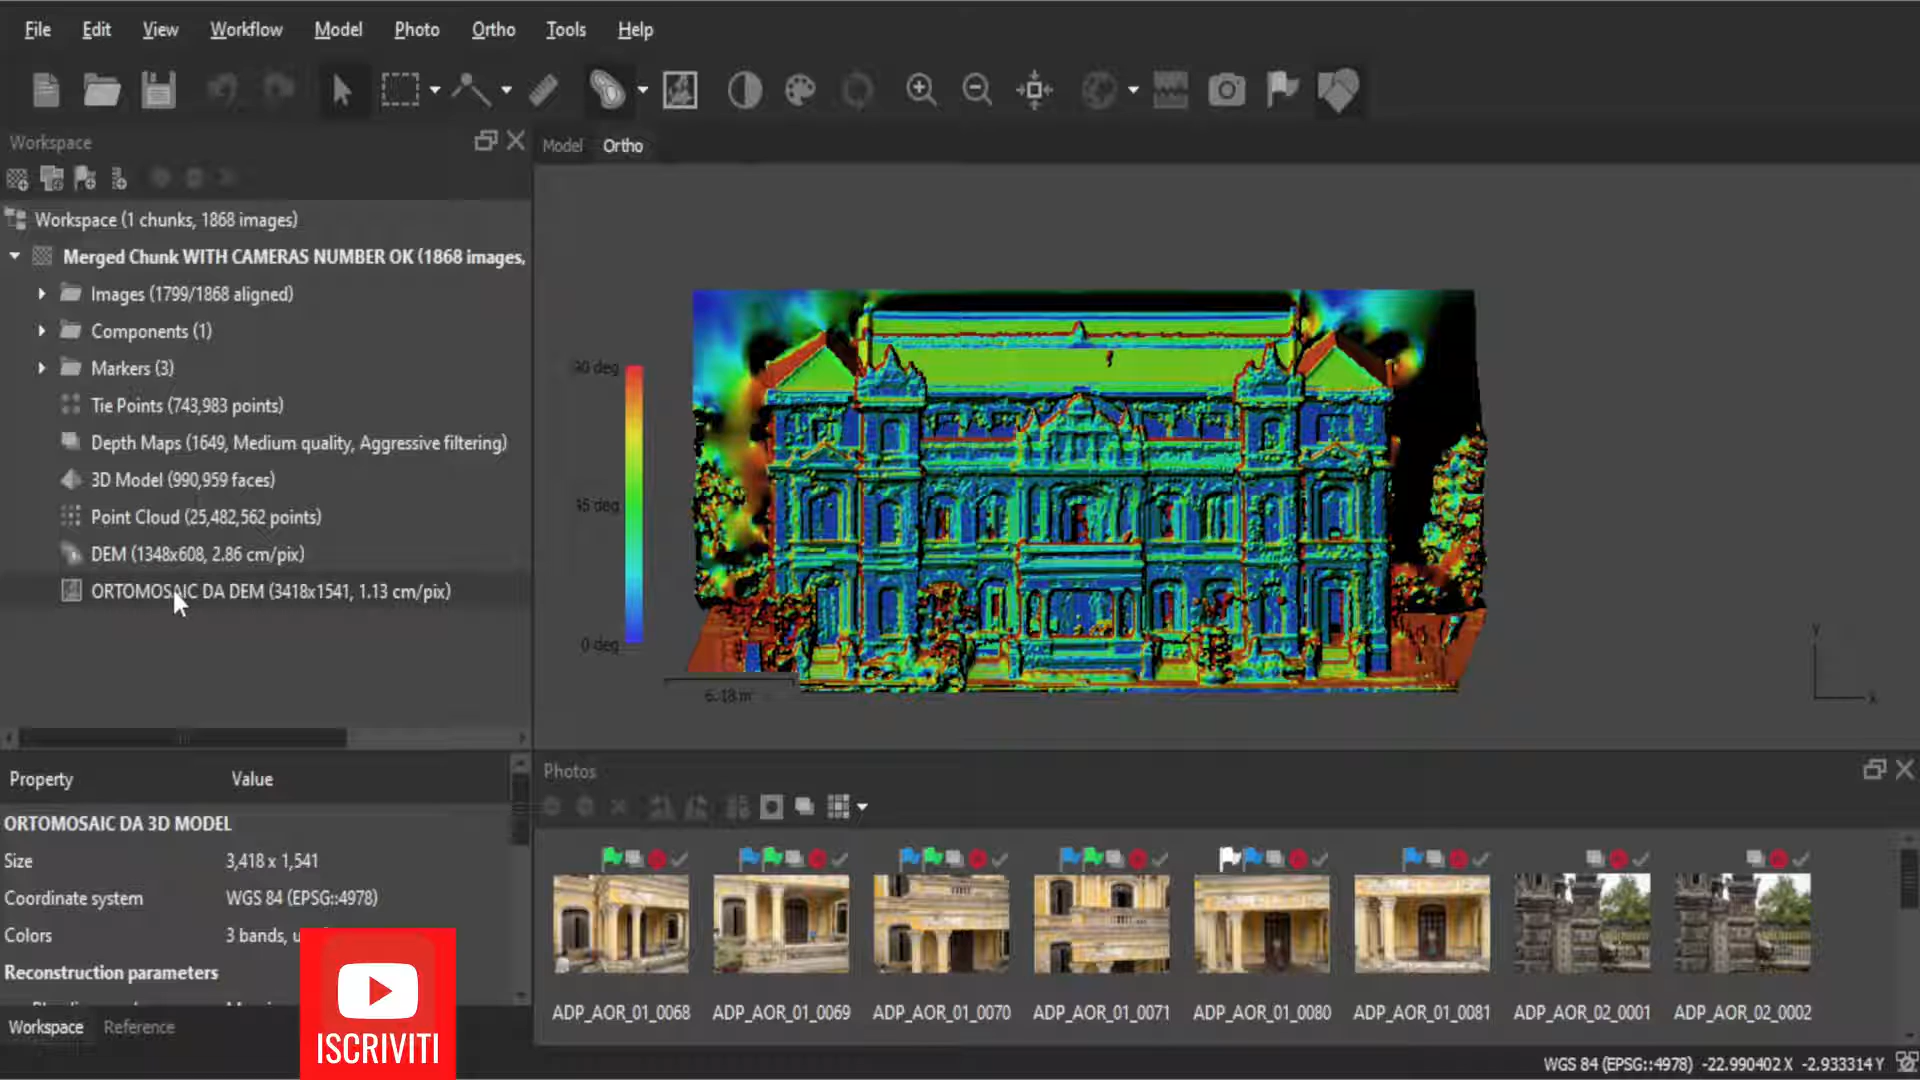 File Edit View Workflow Model Photo Ortho Tools Help
Workspace
Model Ortho
Workspace (1 chunks, 1868 images)
Merged Chunk WITH CAMERAS NUMBER OK (1868 images,
Images (1799/1868 aligned)
Components (1)
Markers (3)
Tie Points (743,983 points)
Depth Maps (1649, Medium quality, Aggressive filtering)
3D Model (990,959 faces)
Point Cloud (25,482,562 points)
DEM (1348x608, 2.86 cm/pix)
ORTOMOSAIC DA DEM (3418x1541, 1.13 cm/pix)
90 deg
45 deg
0 deg
6.18 m
Y
X
Property Value
ORTOMOSAIC DA 3D MODEL
Size 3,418 x 1,541
Coordinate system WGS 84 (EPSG::4978)
Colors 3 bands,
Reconstruction parameters
Workspace Reference
ISCRIVITI
Photos
ADP_AOR_01_0068 ADP_AOR_01_0069 ADP_AOR_01_0070 ADP_AOR_01_0071 ADP_AOR_01_0080 ADP_AOR_01_0081 ADP_AOR_02_0001 ADP_AOR_02_0002
WGS 84 (EPSG::4978) -22.990402 X -2.933314 Y